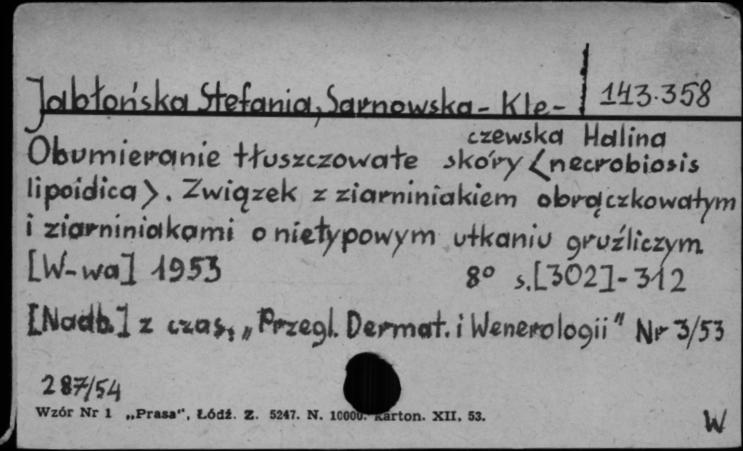 Jabłońska Stefania, Sarnowska-Kle- 143.358
czewska Halina
Obumieranie tłuszczowate skóry <necrobiosis
lipoidica>. Związek z ziarniniakiem obrączkowatym
i ziarniniakami o nietypowym utkaniu gruźliczym
[W-wa] 1953 8° s.[302]-312
[Nadb.] z czas. „Przegl. Dermat. i Wenerologii" Nr 3/53
287/54
Wzór Nr 1 „Prasa", Łódź. Z. 5247. N. 10000. Karton. XII. 53.
W